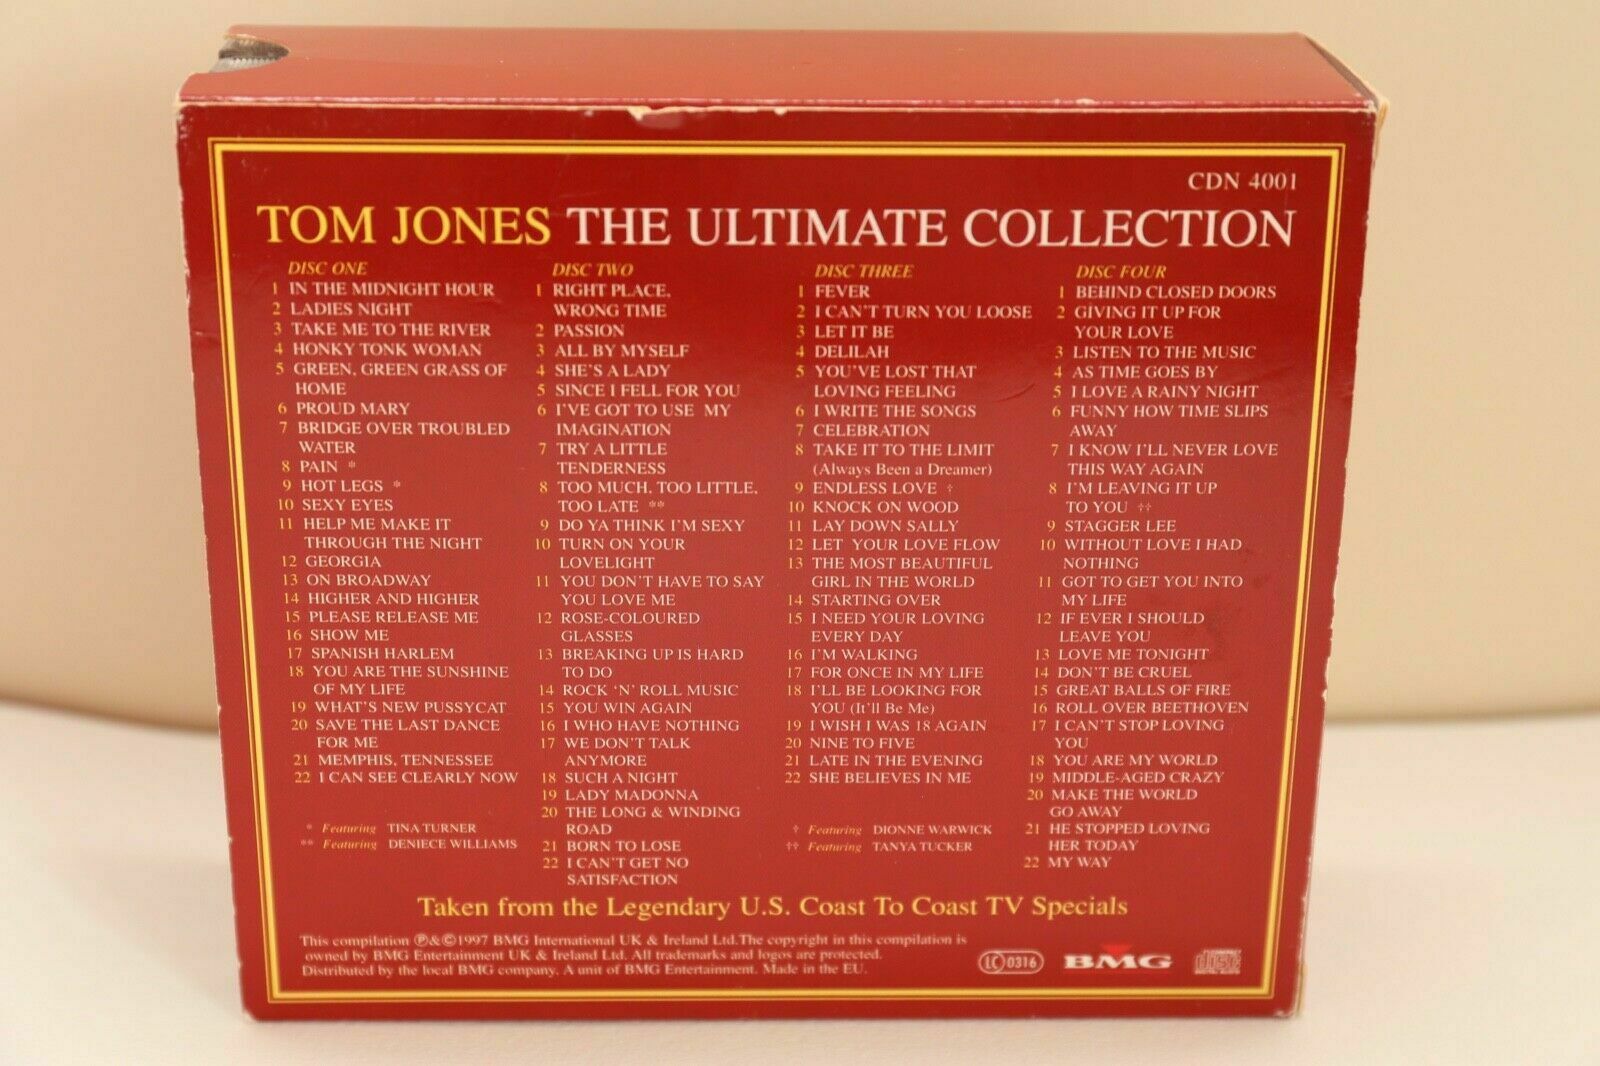 CDN 4001
TOM JONES THE ULTIMATE COLLECTION
DISC ONE
1 IN THE MIDNIGHT HOUR
2 LADIES NIGHT
3 TAKE ME TO THE RIVER
4 HONKY TONK WOMAN
5 GREEN, GREEN GRASS OF
HOME
6 PROUD MARY
7 BRIDGE OVER TROUBLED
WATER
8 PAIN *
9 HOT LEGS *
10 SEXY EYES
11 HELP ME MAKE IT
THROUGH THE NIGHT
12 GEORGIA
13 ON BROADWAY
14 HIGHER AND HIGHER
15 PLEASE RELEASE ME
16 SHOW ME
17 SPANISH HARLEM
18 YOU ARE THE SUNSHINE
OF MY LIFE
19 WHAT'S NEW PUSSYCAT
20 SAVE THE LAST DANCE
FOR ME
21 MEMPHIS, TENNESSEE
22 I CAN SEE CLEARLY NOW
* Featuring TINA TURNER
** Featuring DENIECE WILLIAMS
DISC TWO
1 RIGHT PLACE,
WRONG TIME
2 PASSION
3 ALL BY MYSELF
4 SHE'S A LADY
5 SINCE I FELL FOR YOU
6 I'VE GOT TO USE MY
IMAGINATION
7 TRY A LITTLE
TENDERNESS
8 TOO MUCH, TOO LITTLE,
TOO LATE **
9 DO YA THINK I'M SEXY
10 TURN ON YOUR
LOVELIGHT
11 YOU DON'T HAVE TO SAY
YOU LOVE ME
12 ROSE-COLOURED
GLASSES
13 BREAKING UP IS HARD
TO DO
14 ROCK 'N' ROLL MUSIC
15 YOU WIN AGAIN
16 I WHO HAVE NOTHING
17 WE DON'T TALK
ANYMORE
18 SUCH A NIGHT
19 LADY MADONNA
20 THE LONG & WINDING
ROAD
21 BORN TO LOSE
22 I CAN'T GET NO
SATISFACTION
DISC THREE
1 FEVER
2 I CAN'T TURN YOU LOOSE
3 LET IT BE
4 DELILAH
5 YOU'VE LOST THAT
LOVING FEELING
6 I WRITE THE SONGS
7 CELEBRATION
8 TAKE IT TO THE LIMIT
(Always Been a Dreamer)
9 ENDLESS LOVE †
10 KNOCK ON WOOD
11 LAY DOWN SALLY
12 LET YOUR LOVE FLOW
13 THE MOST BEAUTIFUL
GIRL IN THE WORLD
14 STARTING OVER
15 I NEED YOUR LOVING
EVERY DAY
16 I'M WALKING
17 FOR ONCE IN MY LIFE
18 I'LL BE LOOKING FOR
YOU (It'll Be Me)
19 I WISH I WAS 18 AGAIN
20 NINE TO FIVE
21 LATE IN THE EVENING
22 SHE BELIEVES IN ME
† Featuring DIONNE WARWICK
†† Featuring TANYA TUCKER
DISC FOUR
1 BEHIND CLOSED DOORS
2 GIVING IT UP FOR
YOUR LOVE
3 LISTEN TO THE MUSIC
4 AS TIME GOES BY
5 I LOVE A RAINY NIGHT
6 FUNNY HOW TIME SLIPS
AWAY
7 I KNOW I'LL NEVER LOVE
THIS WAY AGAIN
8 I'M LEAVING IT UP
TO YOU ††
9 STAGGER LEE
10 WITHOUT LOVE I HAD
NOTHING
11 GOT TO GET YOU INTO
MY LIFE
12 IF EVER I SHOULD
LEAVE YOU
13 LOVE ME TONIGHT
14 DON'T BE CRUEL
15 GREAT BALLS OF FIRE
16 ROLL OVER BEETHOVEN
17 I CAN'T STOP LOVING
YOU
18 YOU ARE MY WORLD
19 MIDDLE-AGED CRAZY
20 MAKE THE WORLD
GO AWAY
21 HE STOPPED LOVING
HER TODAY
22 MY WAY
Taken from the Legendary U.S. Coast To Coast TV Specials
This compilation ℗&©1997 BMG International UK & Ireland Ltd.The copyright in this compilation is
owned by BMG Entertainment UK & Ireland Ltd. All trademarks and logos are protected.
Distributed by the local BMG company. A unit of BMG Entertainment. Made in the EU.
LC 0316
BMG
COMPACT
disc
DIGITAL AUDIO